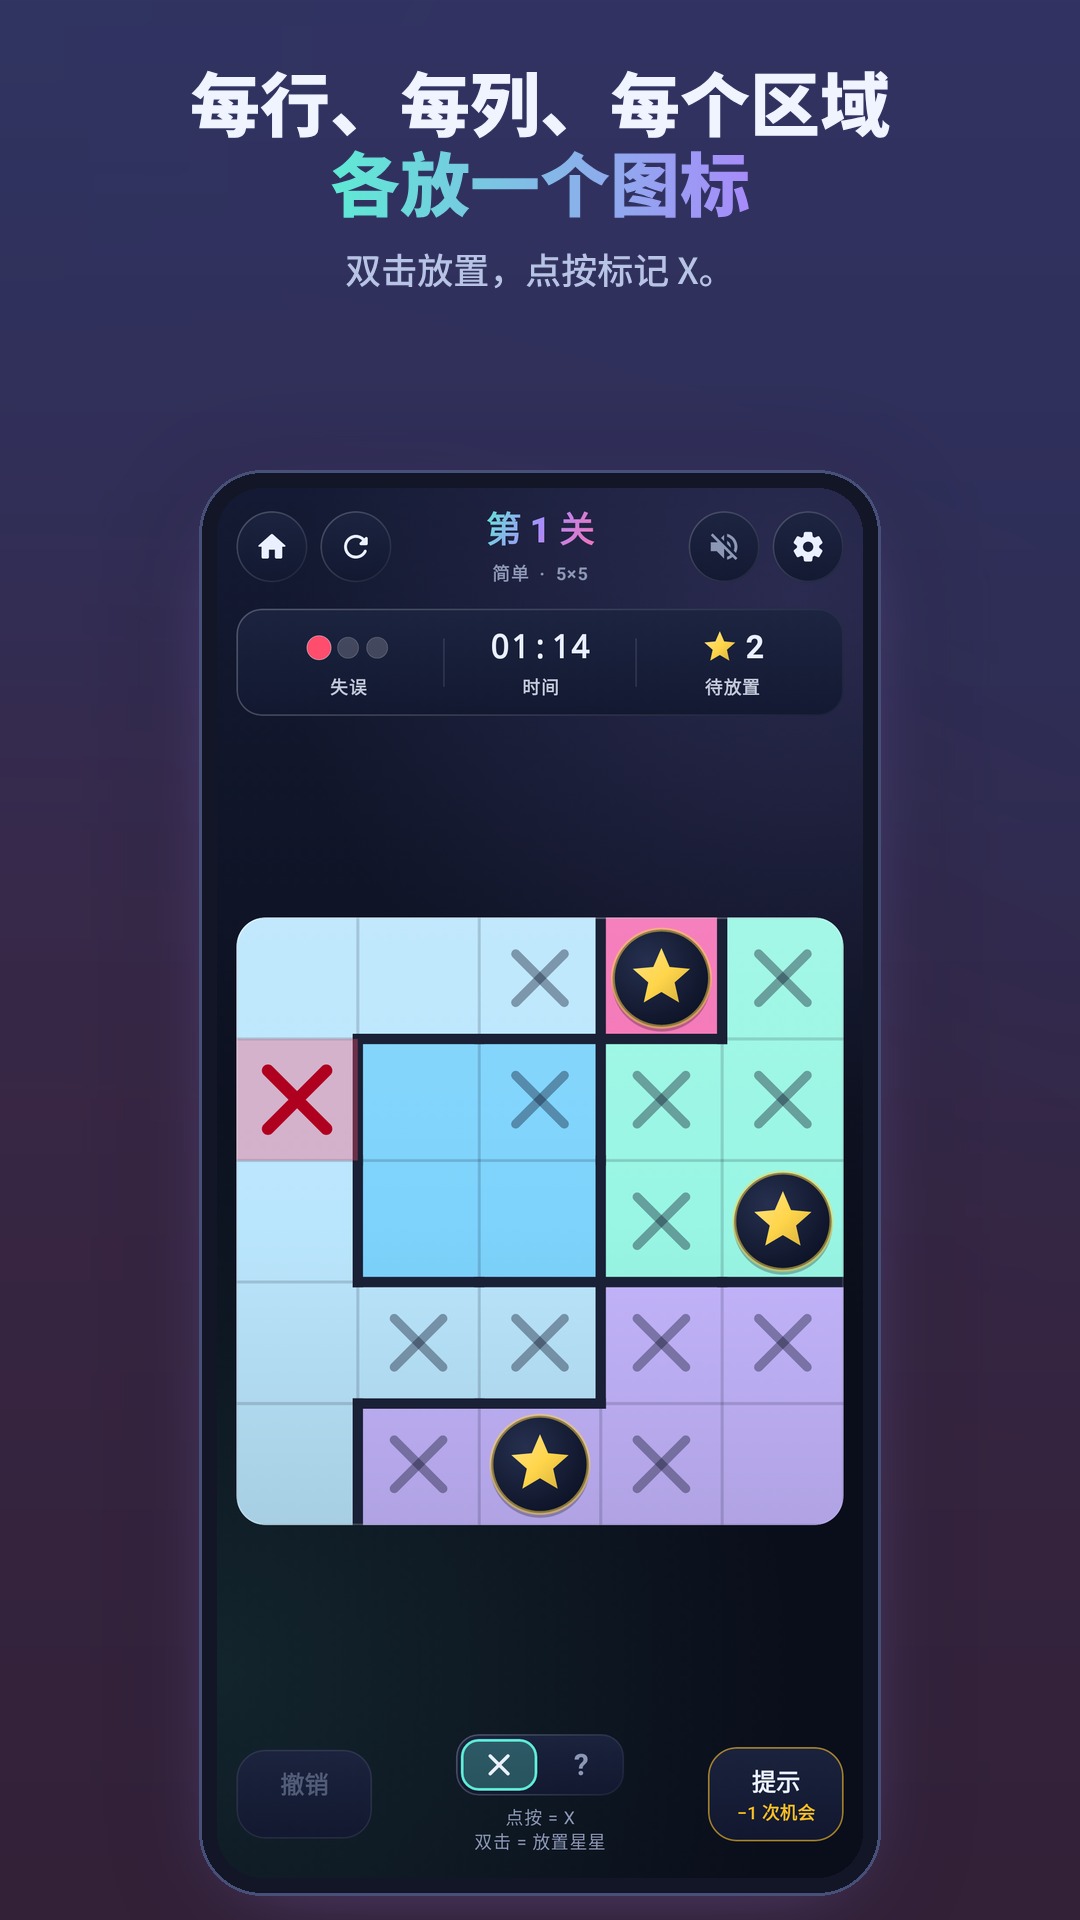 每行、每列、每个区域
各放一个图标
双击放置，点按标记 X。
第 1 关
简单 · 5×5
01:14
2
失误
时间
待放置
撤销
?
提示
-1 次机会
点按 = X
双击 = 放置星星